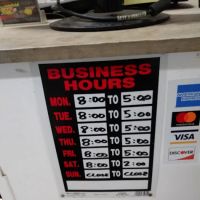 BUSINESS
HOURS
MON. 8:00 TO 5:00
TUE. 8:00 TO 5:00
WED. 8:00 TO 5:00
THU. 8:00 TO 5:00
FRI. 8:00 TO 5:00
SAT. 8:00 TO 2:00
SUN. CLOSE TO CLOSE
VISA
DISCOVER